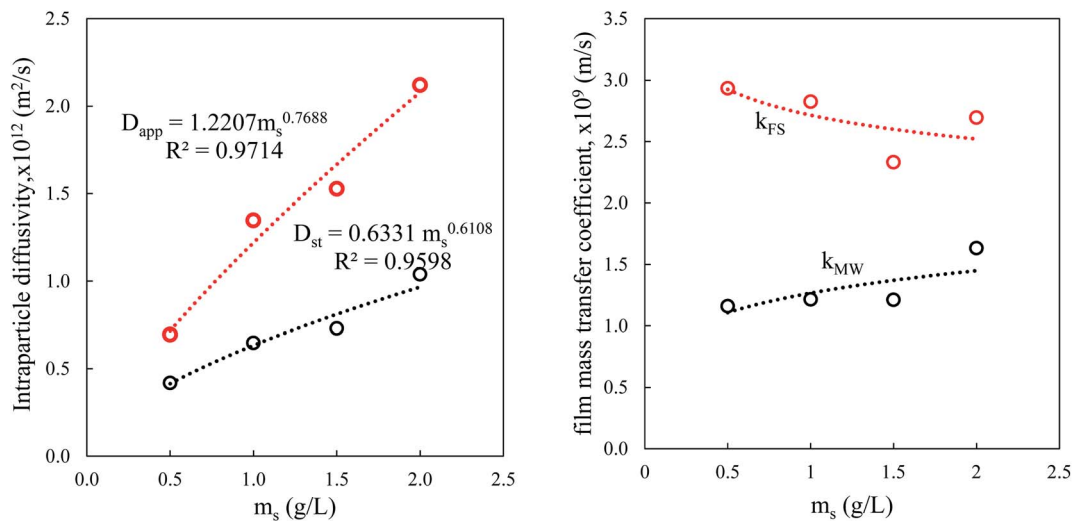 Intraparticle diffusivity,x10¹² (m²/s)
2.5
2.0
1.5
1.0
0.5
0.0
D_app = 1.2207m_s^0.7688
R² = 0.9714
D_st = 0.6331 m_s^0.6108
R² = 0.9598
0.0 0.5 1.0 1.5 2.0 2.5
m_s (g/L)
film mass transfer coefficient, x10⁹ (m/s)
3.5
3.0
2.5
2.0
1.5
1.0
0.5
0.0
k_FS
k_MW
0 0.5 1 1.5 2 2.5
m_s (g/L)